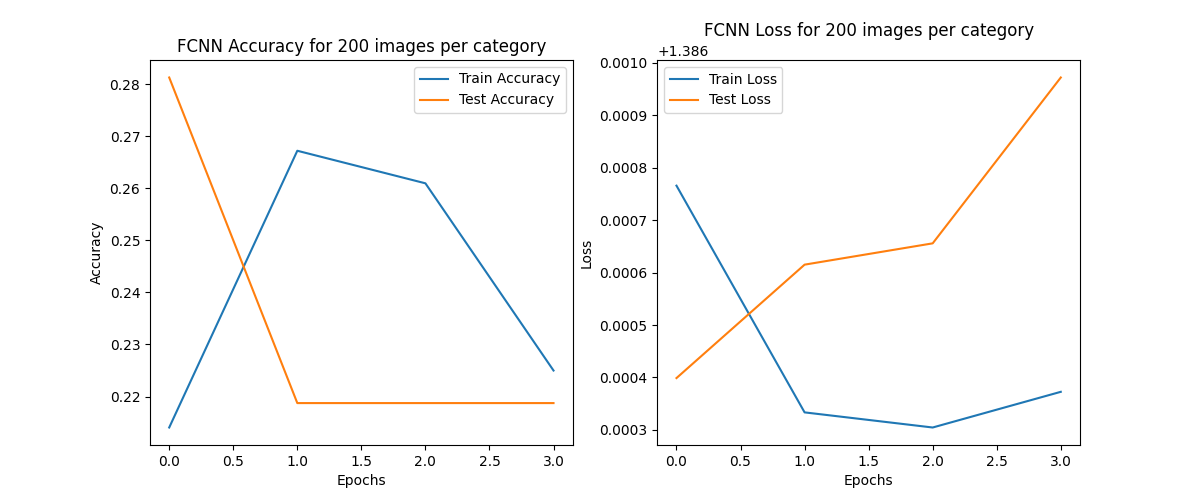 FCNN Accuracy for 200 images per category
Train Accuracy
Test Accuracy
0.28
0.27
0.26
0.25
0.24
0.23
0.22
Accuracy
0.0 0.5 1.0 1.5 2.0 2.5 3.0
Epochs
FCNN Loss for 200 images per category
+1.386
Train Loss
Test Loss
0.0010
0.0009
0.0008
0.0007
0.0006
0.0005
0.0004
0.0003
Loss
0.0 0.5 1.0 1.5 2.0 2.5 3.0
Epochs